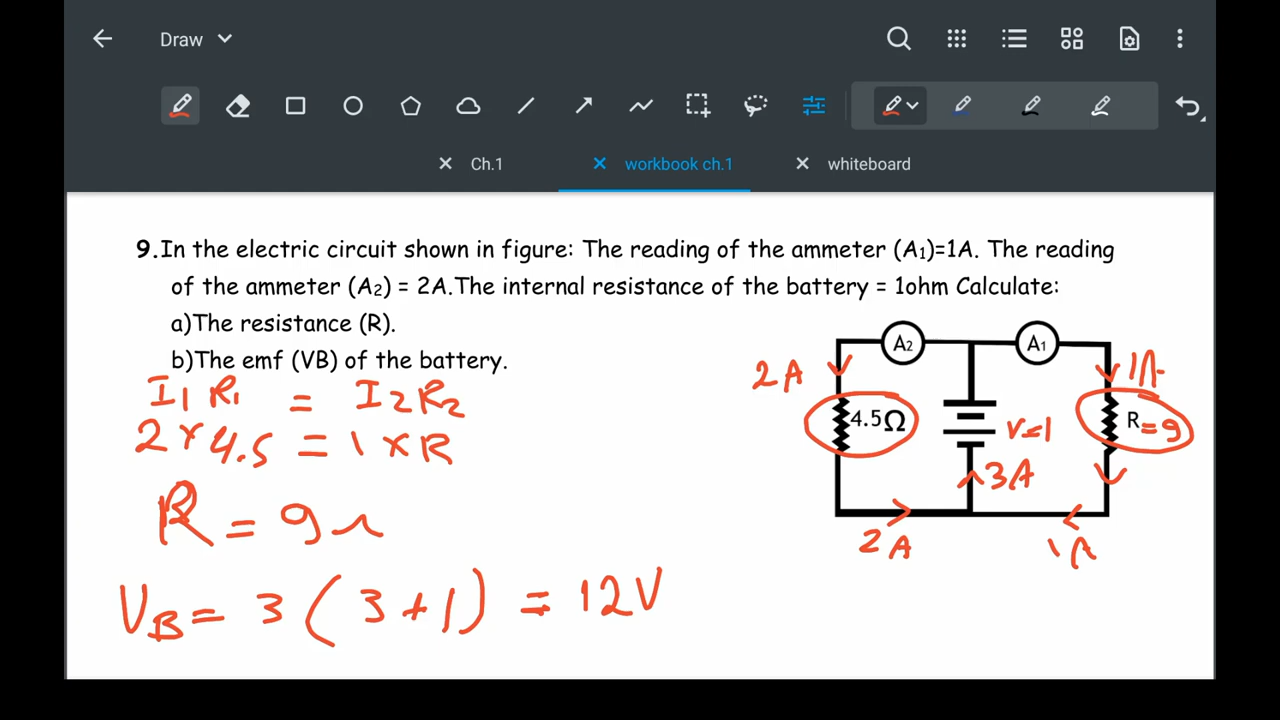 Draw
Ch.1
workbook ch.1
whiteboard
9.In the electric circuit shown in figure: The reading of the ammeter (A₁)=1A. The reading
of the ammeter (A₂) = 2A.The internal resistance of the battery = 1ohm Calculate:
a)The resistance (R).
b)The emf (VB) of the battery.
I₁ R₁ = I₂R₂
2 × 4.5 = 1 × R
R = 9Ω
V_B = 3 (3+1) = 12V
A₂
A₁
2A
1A
4.5Ω
r=1
R=9
3A
2A
1A